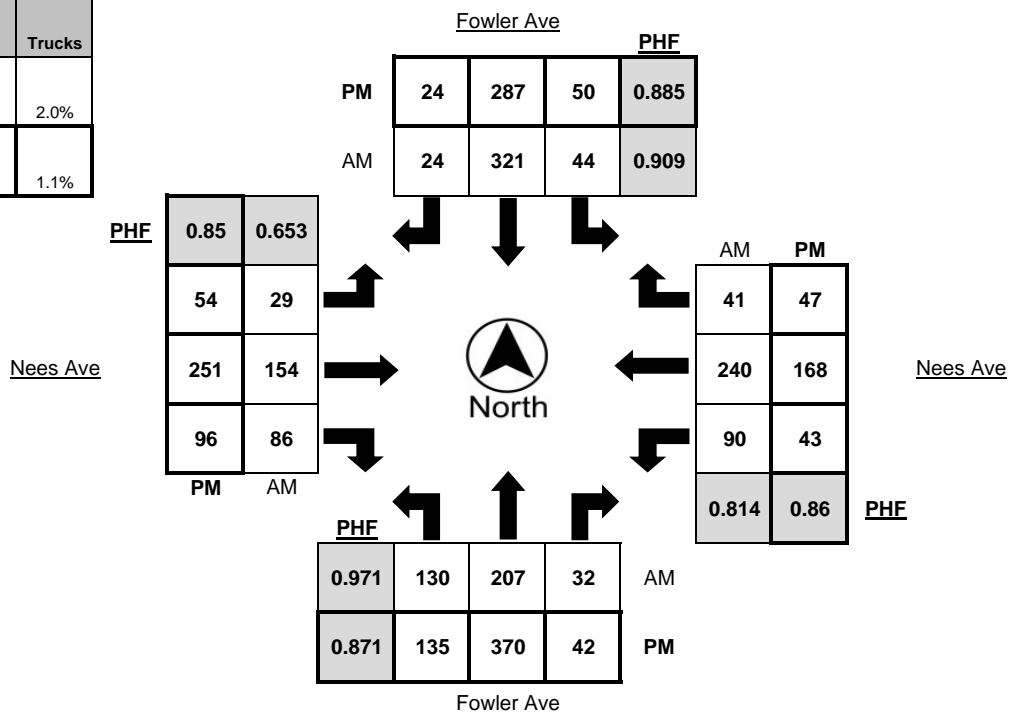 Fowler Ave
Trucks
PHF
PM 24 287 50 0.885
2.0%
AM 24 321 44 0.909
1.1%
PHF 0.85 0.653
AM PM
54 29
41 47
Nees Ave 251 154
240 168 Nees Ave
North
96 86
90 43
PM AM
0.814 0.86 PHF
PHF
0.971 130 207 32 AM
0.871 135 370 42 PM
Fowler Ave